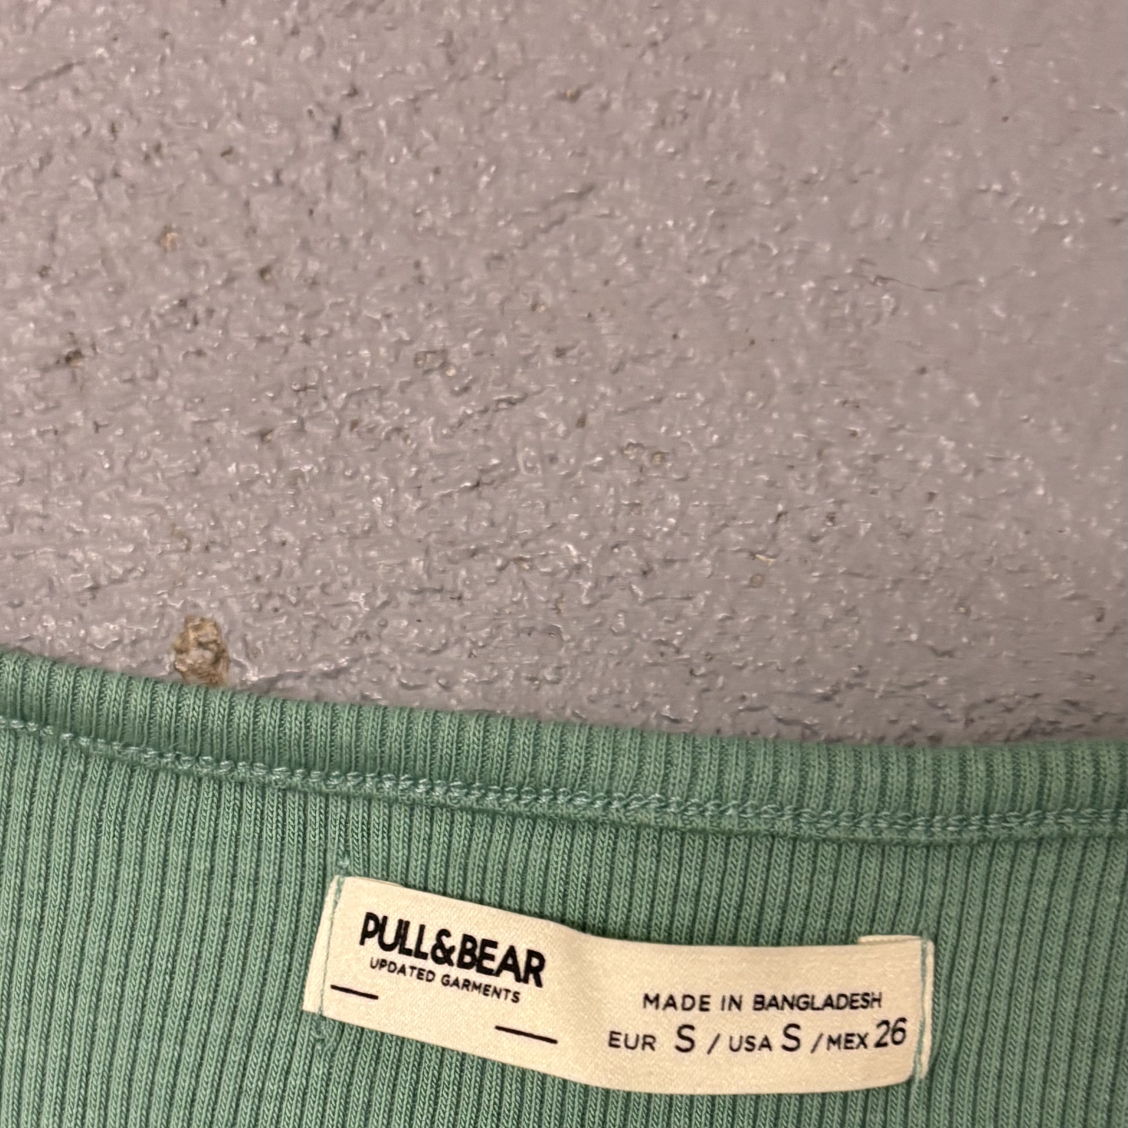 PULL&BEAR
UPDATED GARMENTS
MADE IN BANGLADESH
EUR S / USA S / MEX 26